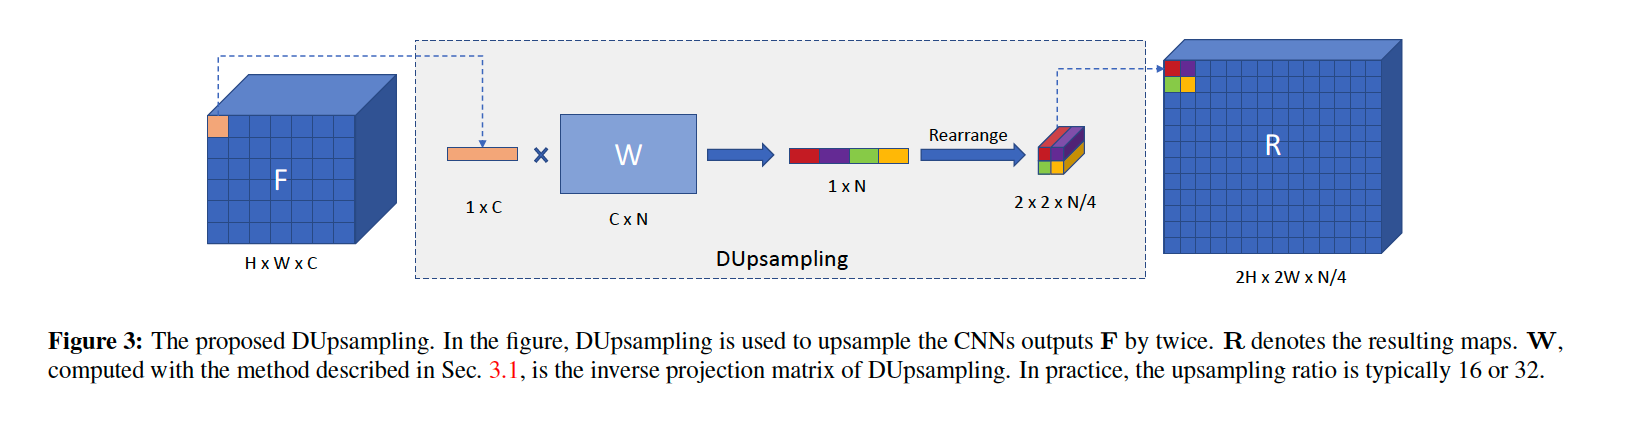 F
H x W x C
1 x C
×
W
C x N
1 x N
Rearrange
2 x 2 x N/4
DUpsampling
R
2H x 2W x N/4
Figure 3: The proposed DUpsampling. In the figure, DUpsampling is used to upsample the CNNs outputs F by twice. R denotes the resulting maps. W,
computed with the method described in Sec. 3.1, is the inverse projection matrix of DUpsampling. In practice, the upsampling ratio is typically 16 or 32.